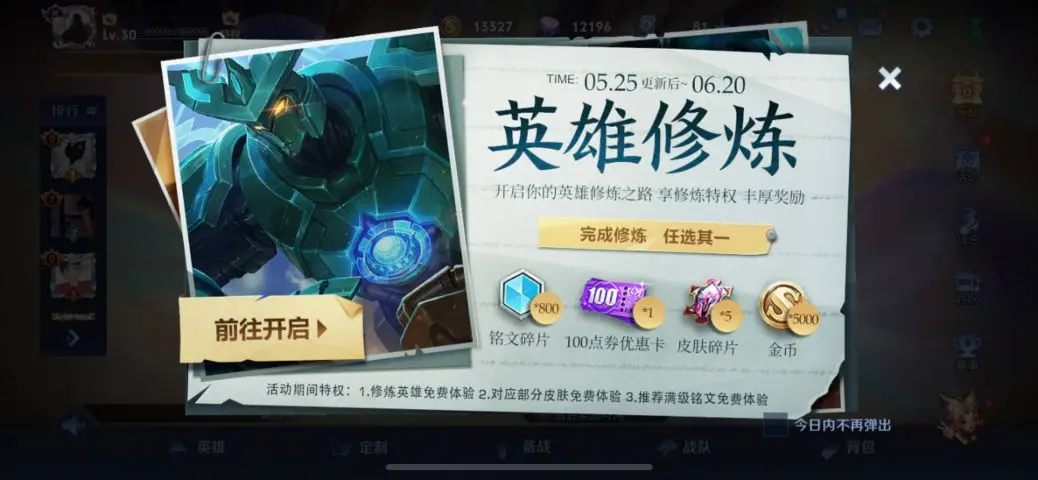 Lv.30
13327
12196
81
排行
TIME: 05.25 更新后~ 06.20
英雄修炼
开启你的英雄修炼之路 享修炼特权 丰厚奖励
完成修炼 任选其一
*800
100
*1
*5
*5000
铭文碎片
100点券优惠卡
皮肤碎片
金币
前往开启
活动期间特权：1.修炼英雄免费体验 2.对应部分皮肤免费体验 3.推荐满级铭文免费体验
今日内不再弹出
英雄
定制
备战
战队
背包